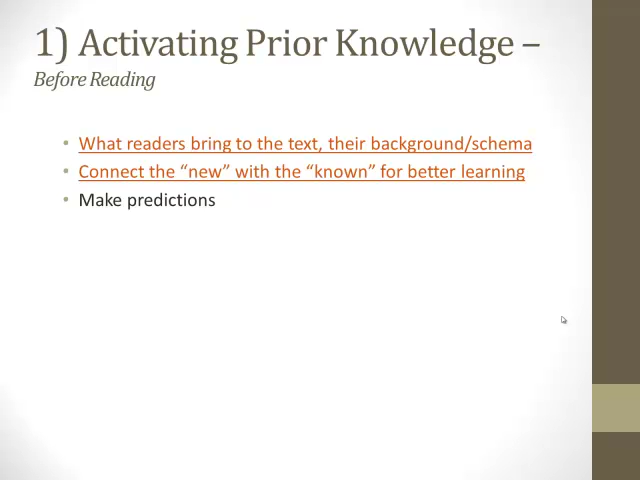 1) Activating Prior Knowledge –
Before Reading
• What readers bring to the text, their background/schema
• Connect the “new” with the “known” for better learning
• Make predictions